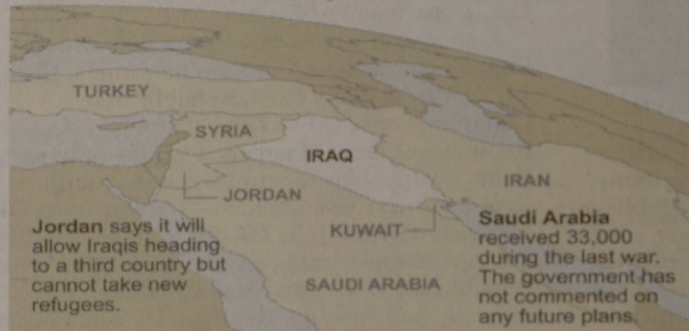 TURKEY
SYRIA
IRAQ
IRAN
JORDAN
KUWAIT
SAUDI ARABIA
Jordan says it will
allow Iraqis heading
to a third country but
cannot take new
refugees.
Saudi Arabia
received 33,000
during the last war.
The government has
not commented on
any future plans.